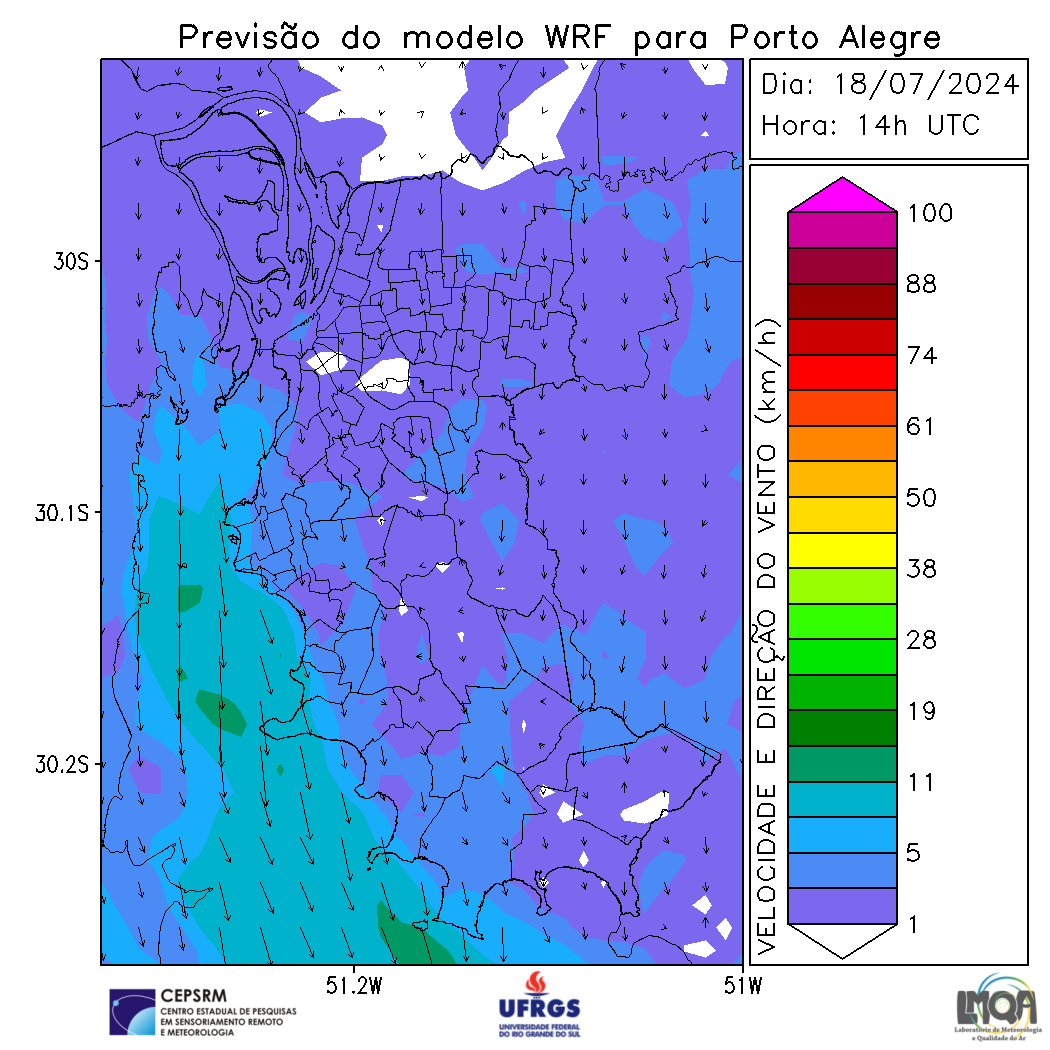 Previsão do modelo WRF para Porto Alegre
Dia: 18/07/2024
Hora: 14h UTC
30S
30.1S
30.2S
51.2W
51W
VELOCIDADE E DIREÇÃO DO VENTO (km/h)
100
88
74
61
50
38
28
19
11
5
1
CEPSRM
CENTRO ESTADUAL DE PESQUISAS
EM SENSORIAMENTO REMOTO
E METEOROLOGIA
UFRGS
UNIVERSIDADE FEDERAL
DO RIO GRANDE DO SUL
LMQA
Laboratório de Meteorologia
e Qualidade do Ar